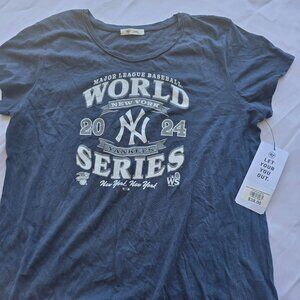 MAJOR LEAGUE BASEBALL
WORLD
NEW YORK
20 NY 24
YANKEES
SERIES
WS
New York, New York
LET
YOUR
YOU
OUT.